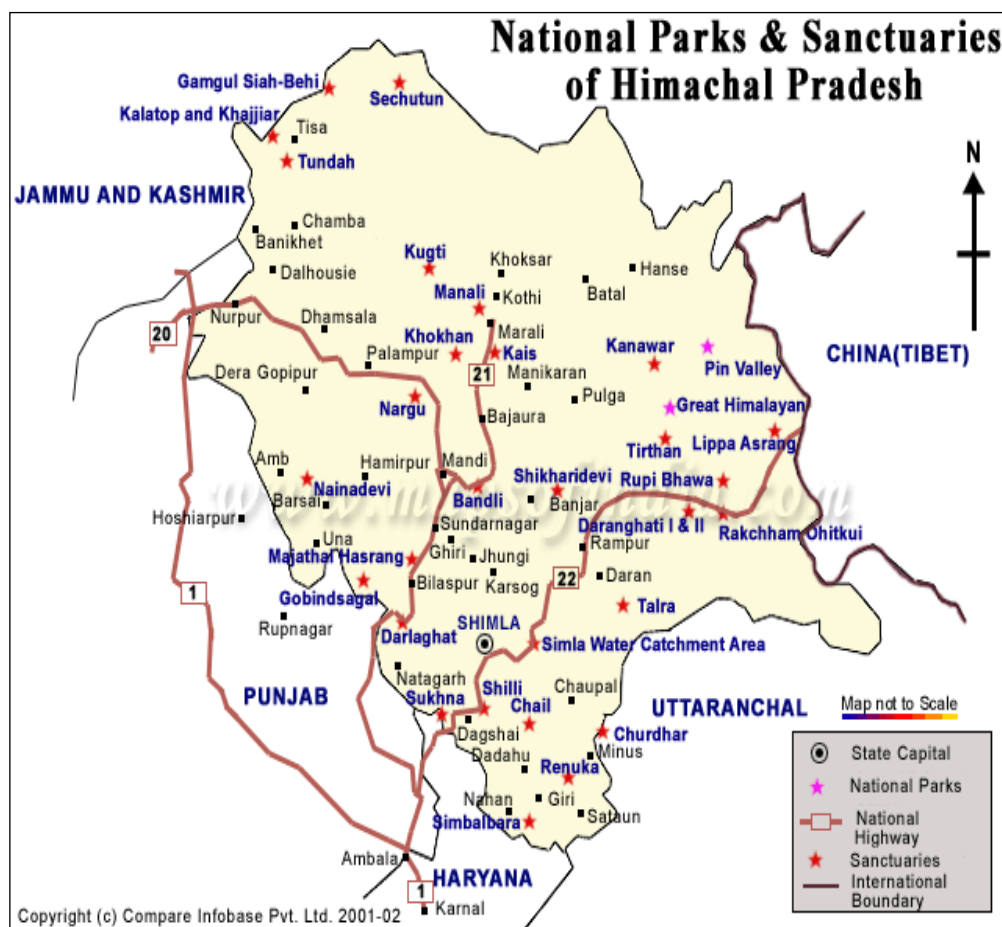 National Parks & Sanctuaries
of Himachal Pradesh
Gamgul Siah-Behi
Sechutun
Kalatop and Khajjiar
Tisa
Tundah
N
JAMMU AND KASHMIR
Chamba
Banikhet
Kugti
Khoksar
Hanse
Dalhousie
Batal
Manali
Kothi
Nurpur
20
Dhamsala
Marali
Khokhan
Kais
Kanawar
CHINA(TIBET)
Palampur
Pin Valley
21
Dera Gopipur
Manikaran
Nargu
Pulga
Great Himalayan
Bajaura
Tirthan
Lippa Asrang
Amb
Hamirpur
Mandi
Shikharidevi
Rupi Bhawa
Nainadevi
www.mapsofindia.com
Bandli
Barsai
Banjar
Hoshiarpur
Sundarnagar
Daranghati I & II
Rakchham Ohitkui
Una
Ghiri
Rampur
Majathal Hasrang
Jhungi
Karsog
22
Daran
Bilaspur
1
Gobindsagal
Talra
Rupnagar
SHIMLA
Darlaghat
Simla Water Catchment Area
Natagarh
PUNJAB
Sukhna
Shilli
Chaupal
UTTARANCHAL
Map not to Scale
Chail
Dagshai
Churdhar
Minus
State Capital
Dadahu
Renuka
National Parks
Nahan
Giri
National
Highway
Simbalbara
Sataun
Ambala
Sanctuaries
HARYANA
International
Boundary
1
Karnal
Copyright (c) Compare Infobase Pvt. Ltd. 2001-02